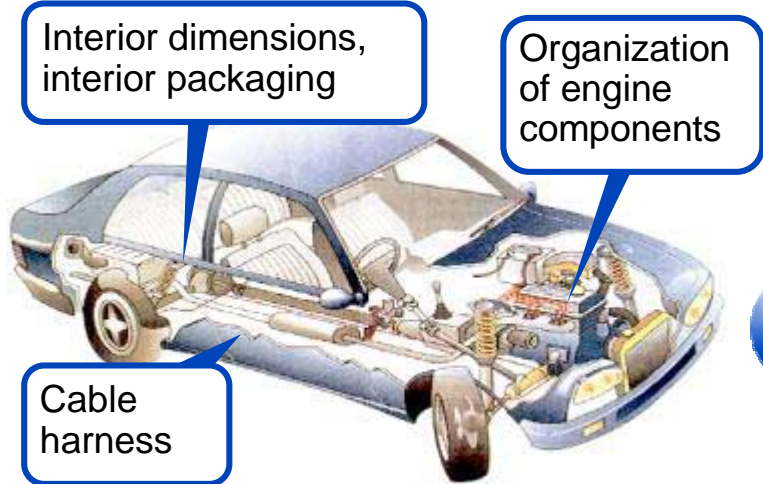 Interior dimensions,
interior packaging
Organization
of engine
components
Cable
harness